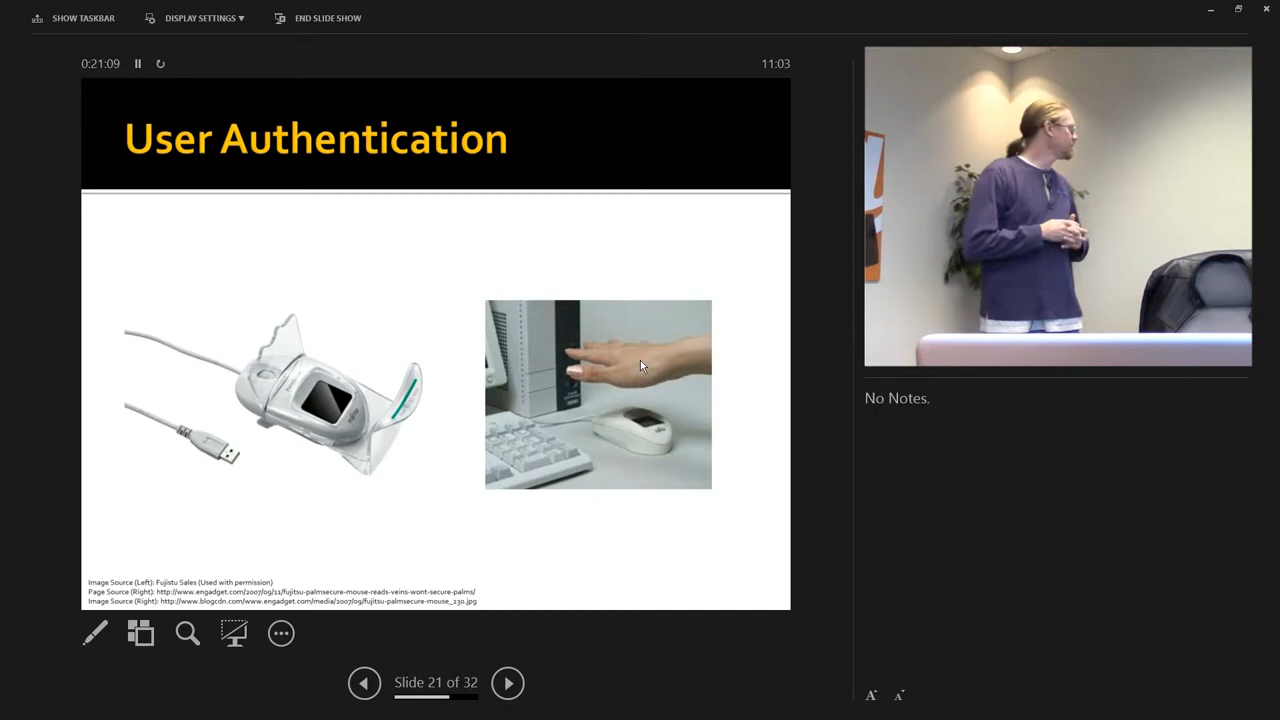 SHOW TASKBAR
DISPLAY SETTINGS ▼
END SLIDE SHOW
0:21:09
11:03
User Authentication
Image Source (Left): Fujistu Sales (Used with permission)
Page Source (Right): http://www.engadget.com/2007/09/11/fujitsu-palmsecure-mouse-reads-veins-wont-secure-palms/
Image Source (Right): http://www.blogcdn.com/www.engadget.com/media/2007/09/fujitsu-palmsecure-mouse_230.jpg
Slide 21 of 32
No Notes.
A
A